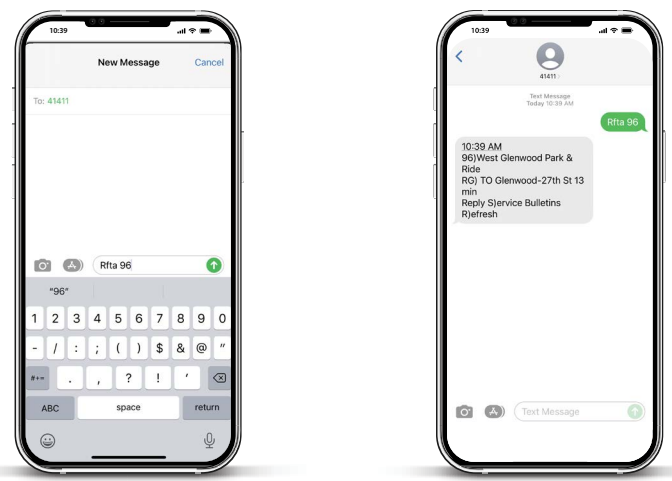 10:39
New Message
Cancel
To: 41411
Rfta 96
"96"
1 2 3 4 5 6 7 8 9 0
- / : ; ( ) $ & @ "
#+= . , ? ! '
ABC space return
10:39
41411
Text Message
Today 10:39 AM
Rfta 96
10:39 AM
96)West Glenwood Park &
Ride
RG) TO Glenwood-27th St 13
min
Reply S)ervice Bulletins
R)efresh
Text Message